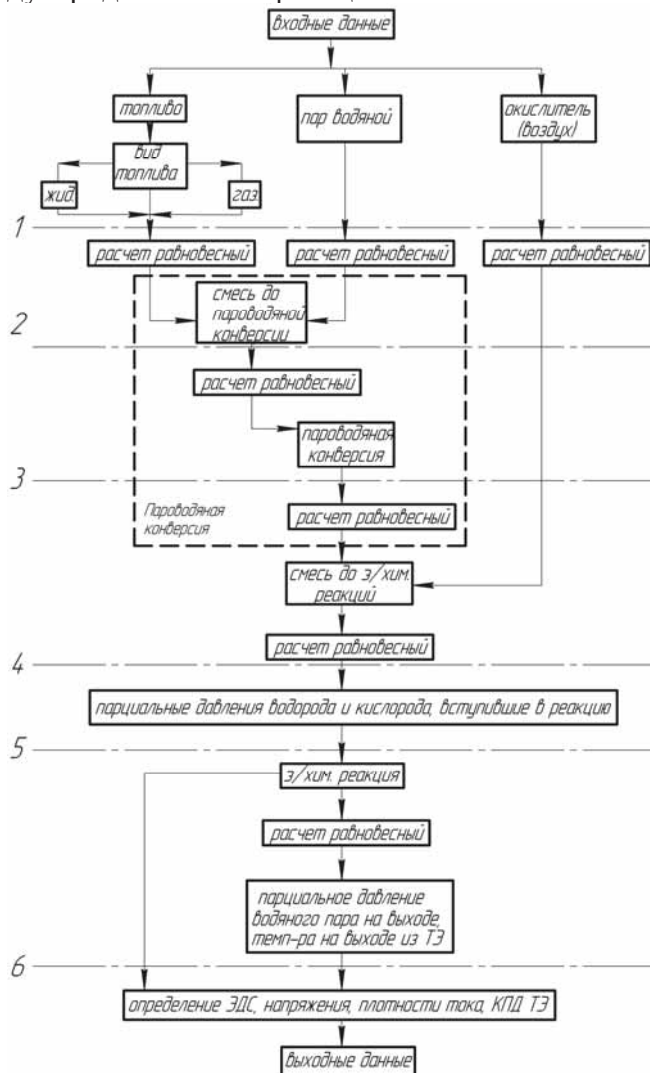 входные данные
топливо
пар водяной
окислитель
(воздух)
вид
топлива
жид.
газ
1
расчет равновесный
расчет равновесный
расчет равновесный
смесь до
пароводяной
конверсии
2
расчет равновесный
пароводяная
конверсия
3
Пароводяная
конверсия
расчет равновесный
смесь до э/хим.
реакций
расчет равновесный
4
парциальные давления водорода и кислорода, вступившие в реакцию
5
э/хим. реакция
расчет равновесный
парциальное давление
водяного пара на выходе,
темп-ра на выходе из ТЭ
6
определение ЭДС, напряжения, плотности тока, КПД ТЭ
выходные данные